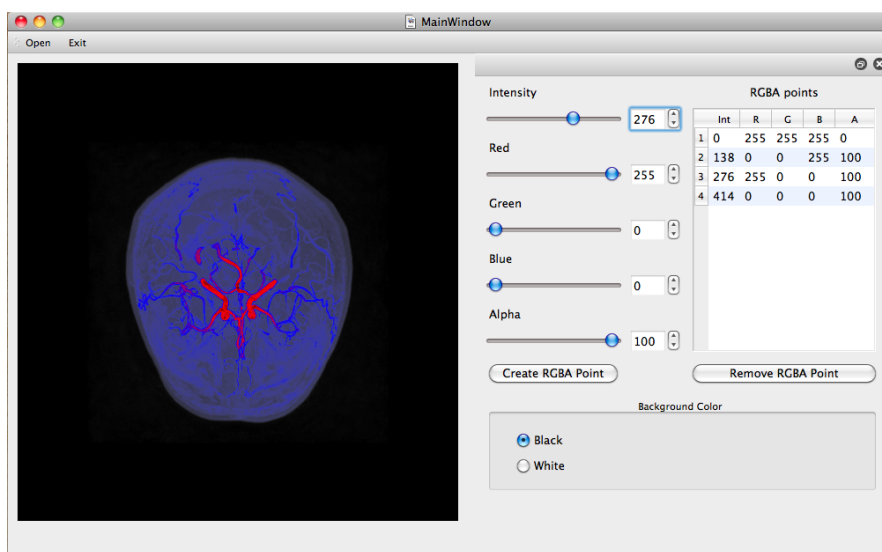 MainWindow
Open Exit
Intensity
276
Red
255
Green
0
Blue
0
Alpha
100
Create RGBA Point
RGBA points
Int R G B A
1 0 255 255 255 0
2 138 0 0 255 100
3 276 255 0 0 100
4 414 0 0 0 100
Remove RGBA Point
Background Color
Black
White